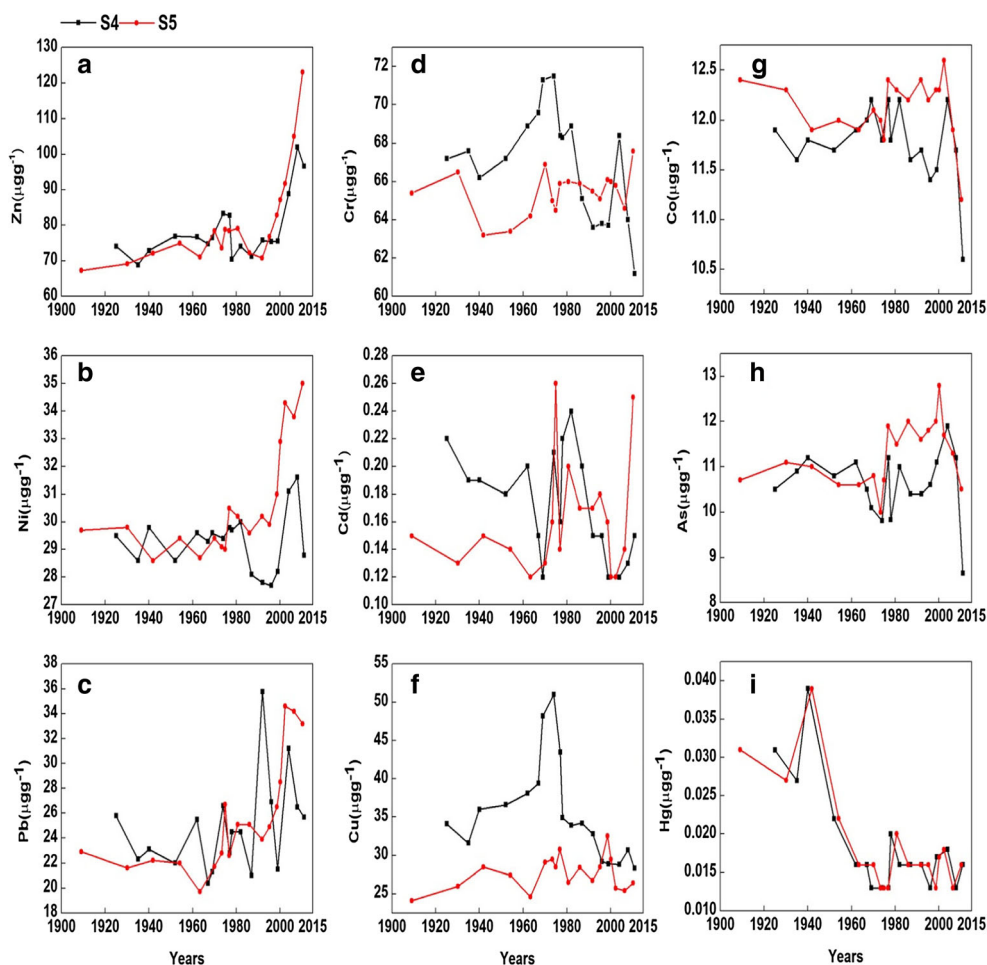 S4 S5
a
Zn(µgg⁻¹)
130
120
110
100
90
80
70
60
1900 1920 1940 1960 1980 2000 2015
d
Cr(µgg⁻¹)
72
70
68
66
64
62
60
1900 1920 1940 1960 1980 2000 2015
g
Co(µgg⁻¹)
12.5
12.0
11.5
11.0
10.5
1900 1920 1940 1960 1980 2000 2015
b
Ni(µgg⁻¹)
36
35
34
33
32
31
30
29
28
27
1900 1920 1940 1960 1980 2000 2015
e
Cd(µgg⁻¹)
0.28
0.26
0.24
0.22
0.20
0.18
0.16
0.14
0.12
0.10
1900 1920 1940 1960 1980 2000 2015
h
As(µgg⁻¹)
13
12
11
10
9
8
1900 1920 1940 1960 1980 2000 2015
c
Pb(µgg⁻¹)
38
36
34
32
30
28
26
24
22
20
18
1900 1920 1940 1960 1980 2000 2015
Years
f
Cu(µgg⁻¹)
55
50
45
40
35
30
25
1900 1920 1940 1960 1980 2000 2015
Years
i
Hg(µgg⁻¹)
0.040
0.035
0.030
0.025
0.020
0.015
0.010
1900 1920 1940 1960 1980 2000 2015
Years